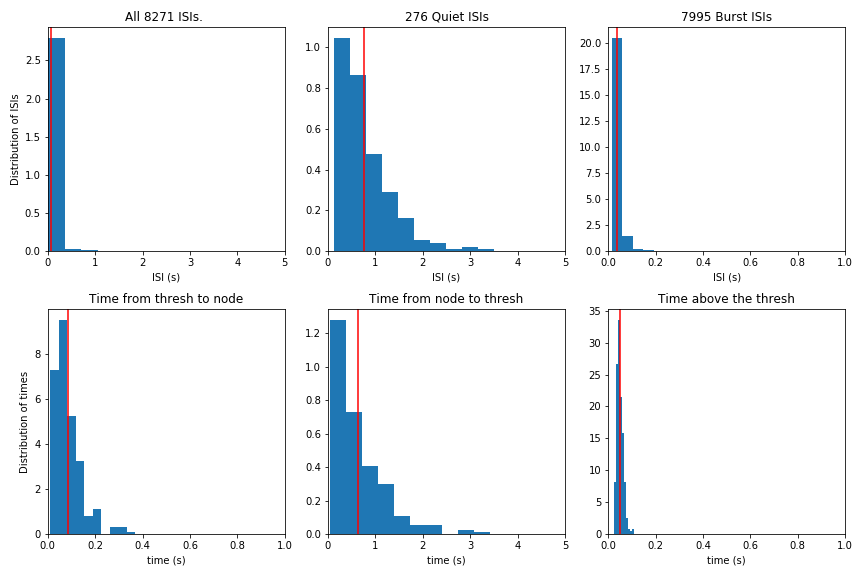 All 8271 ISIs.
276 Quiet ISIs
7995 Burst ISIs
Distribution of ISIs
2.5
2.0
1.5
1.0
0.5
0.0
0 1 2 3 4 5
ISI (s)
1.0
0.8
0.6
0.4
0.2
0.0
0 1 2 3 4 5
ISI (s)
20.0
17.5
15.0
12.5
10.0
7.5
5.0
2.5
0.0
0.0 0.2 0.4 0.6 0.8 1.0
ISI (s)
Time from thresh to node
Time from node to thresh
Time above the thresh
Distribution of times
8
6
4
2
0
0.0 0.2 0.4 0.6 0.8 1.0
time (s)
1.2
1.0
0.8
0.6
0.4
0.2
0.0
0 1 2 3 4 5
time (s)
35
30
25
20
15
10
5
0
0.0 0.2 0.4 0.6 0.8 1.0
time (s)